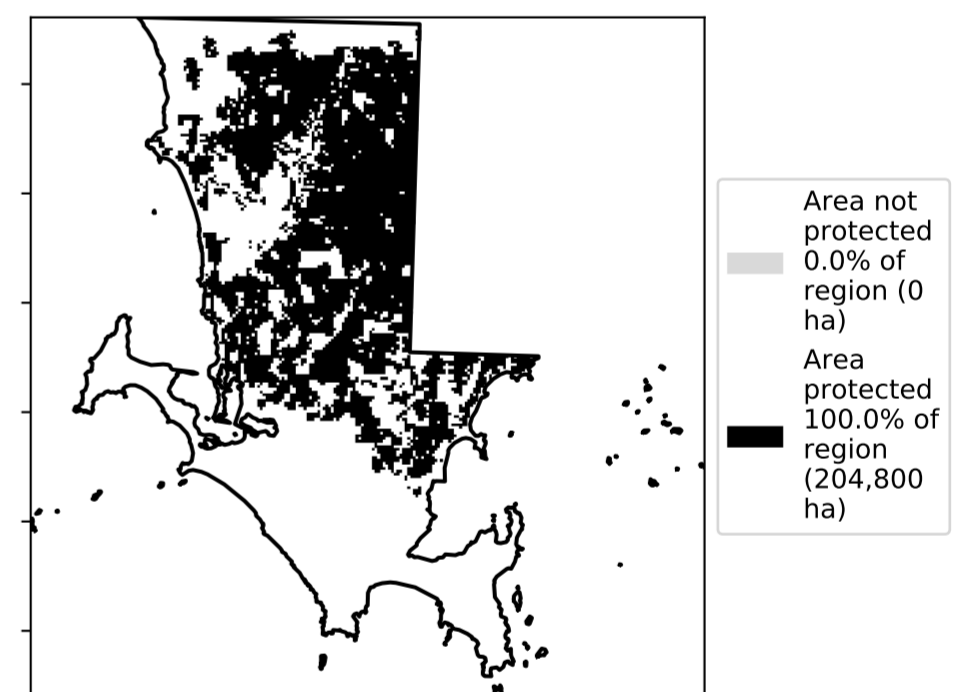 Area not
protected
0.0% of
region (0
ha)
Area
protected
100.0% of
region
(204,800
ha)